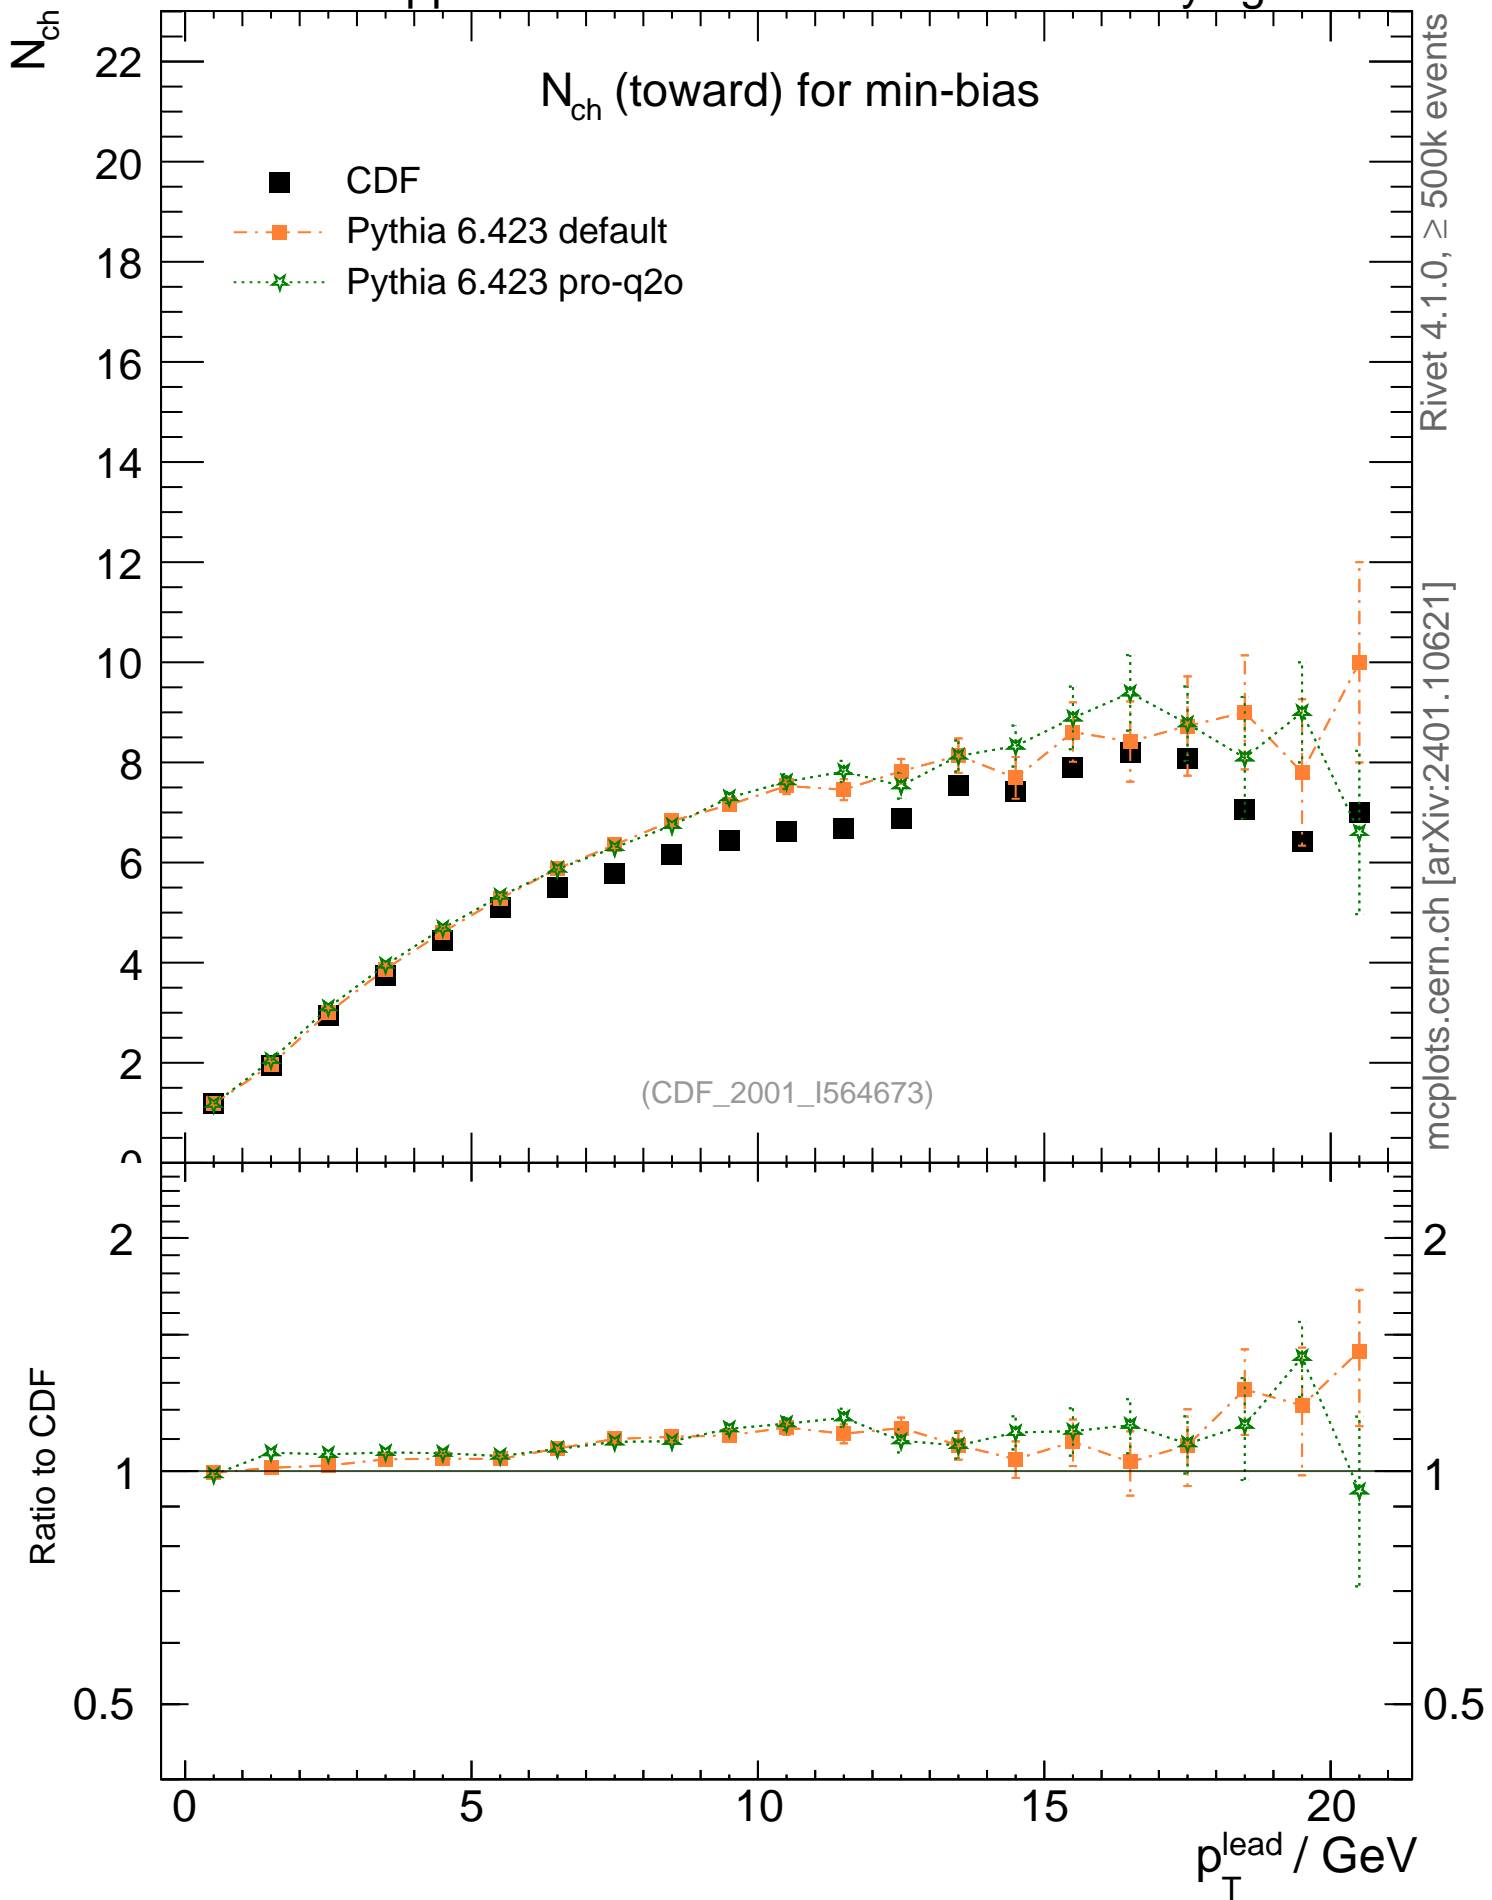 N_ch
N_ch (toward) for min-bias
CDF
Pythia 6.423 default
Pythia 6.423 pro-q2o
22
20
18
16
14
12
10
8
6
4
2
0
(CDF_2001_I564673)
Rivet 4.1.0, ≥ 500k events
mcplots.cern.ch [arXiv:2401.10621]
Ratio to CDF
2
1
0.5
2
1
0.5
0
5
10
15
20
p_T^lead / GeV